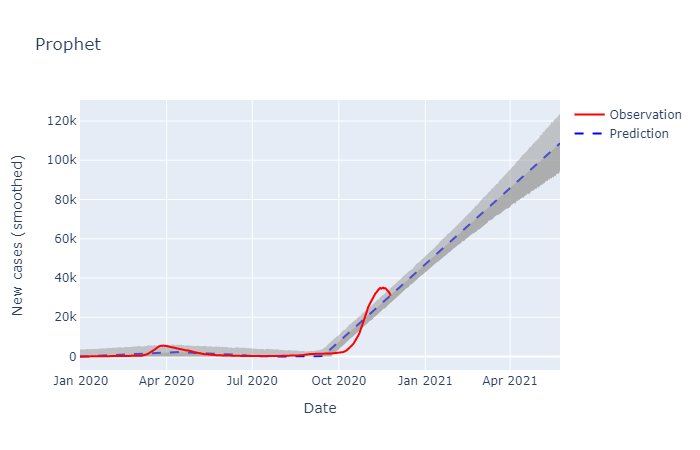 Prophet
New cases (smoothed)
120k
100k
80k
60k
40k
20k
0
Jan 2020 Apr 2020 Jul 2020 Oct 2020 Jan 2021 Apr 2021
Date
Observation
Prediction